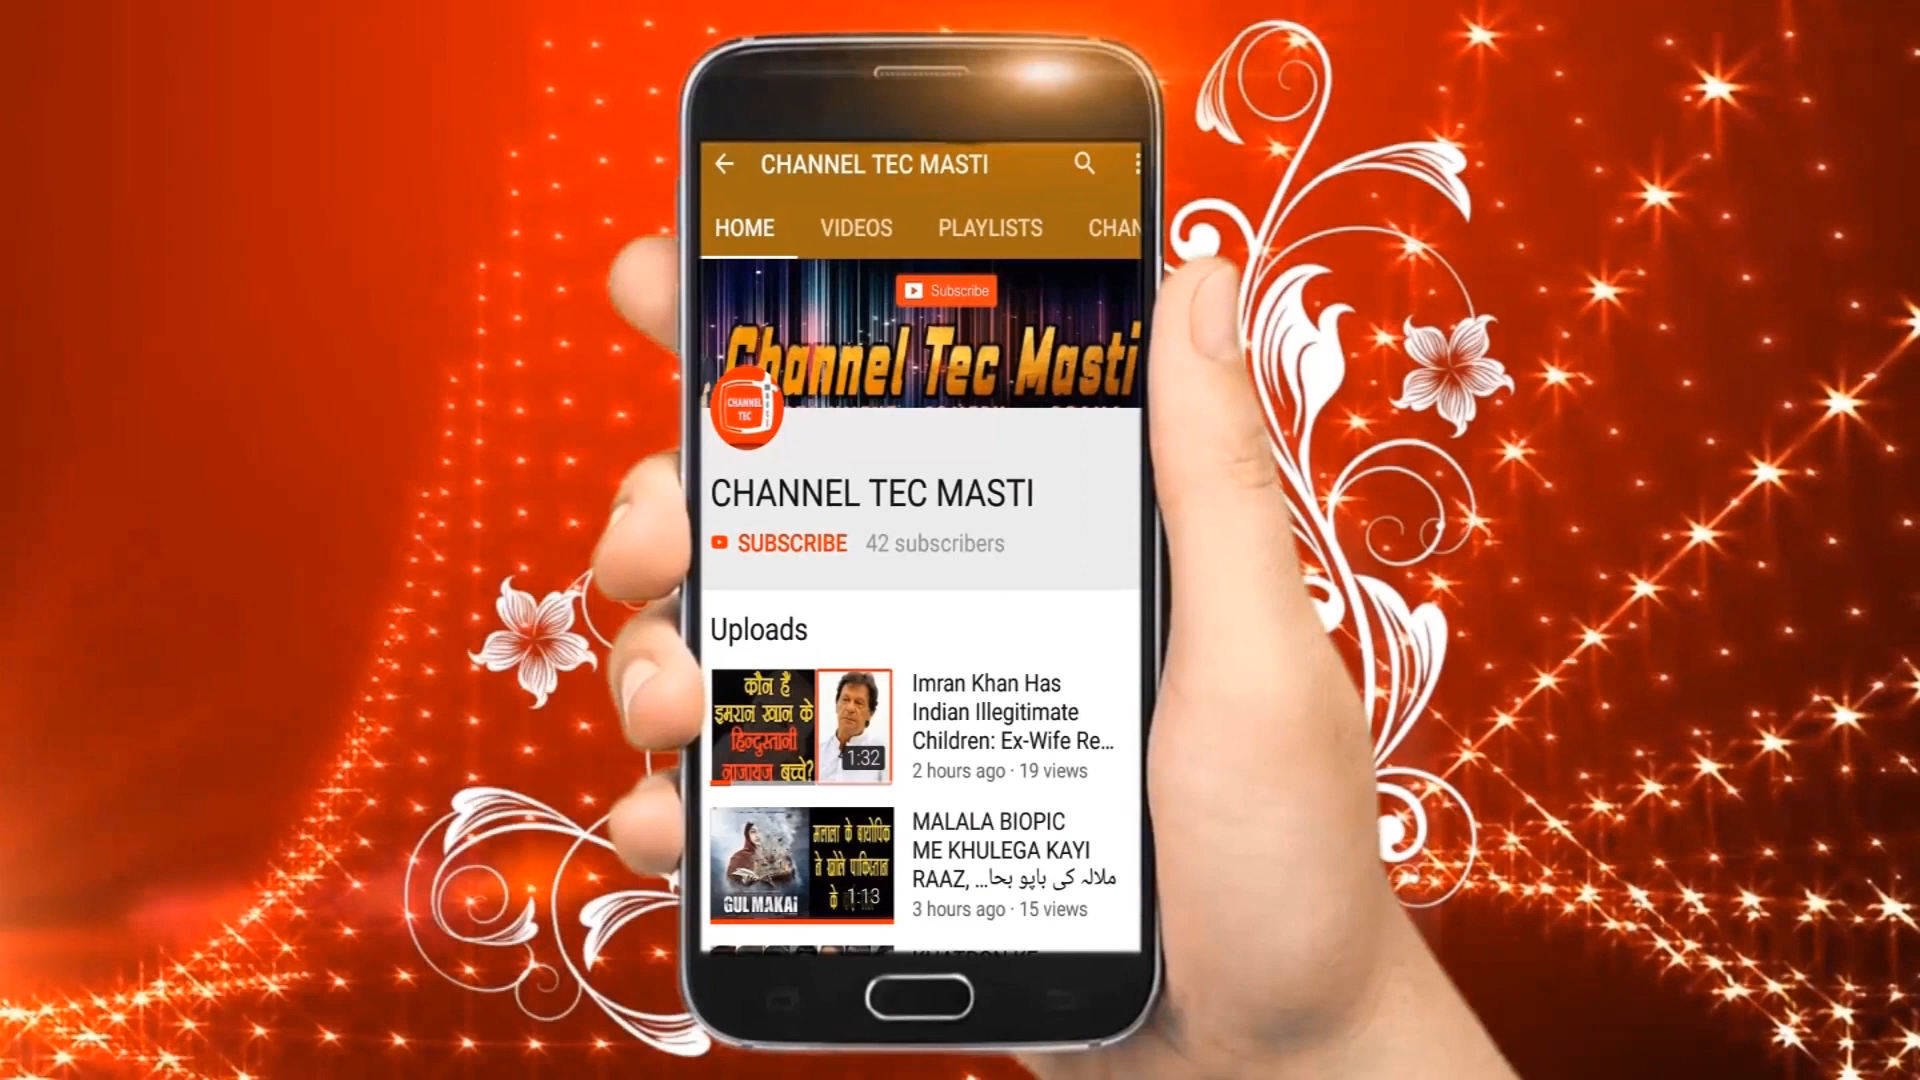 CHANNEL TEC MASTI
HOME VIDEOS PLAYLISTS CHAN
Subscribe
Channel Tec Masti
CHANNEL
TEC
CHANNEL TEC MASTI
SUBSCRIBE 42 subscribers
Uploads
कौन हैं
इमरान खान के
हिन्दुस्तानी
नाजायज बच्चे?
1:32
Imran Khan Has
Indian Illegitimate
Children: Ex-Wife Re...
2 hours ago · 19 views
मलाला के बायोपिक
ने खोले पाकिस्तान
के
1:13
GUL MAKAI
MALALA BIOPIC
ME KHULEGA KAYI
RAAZ, ...ملالہ کی باپو بحا
3 hours ago · 15 views